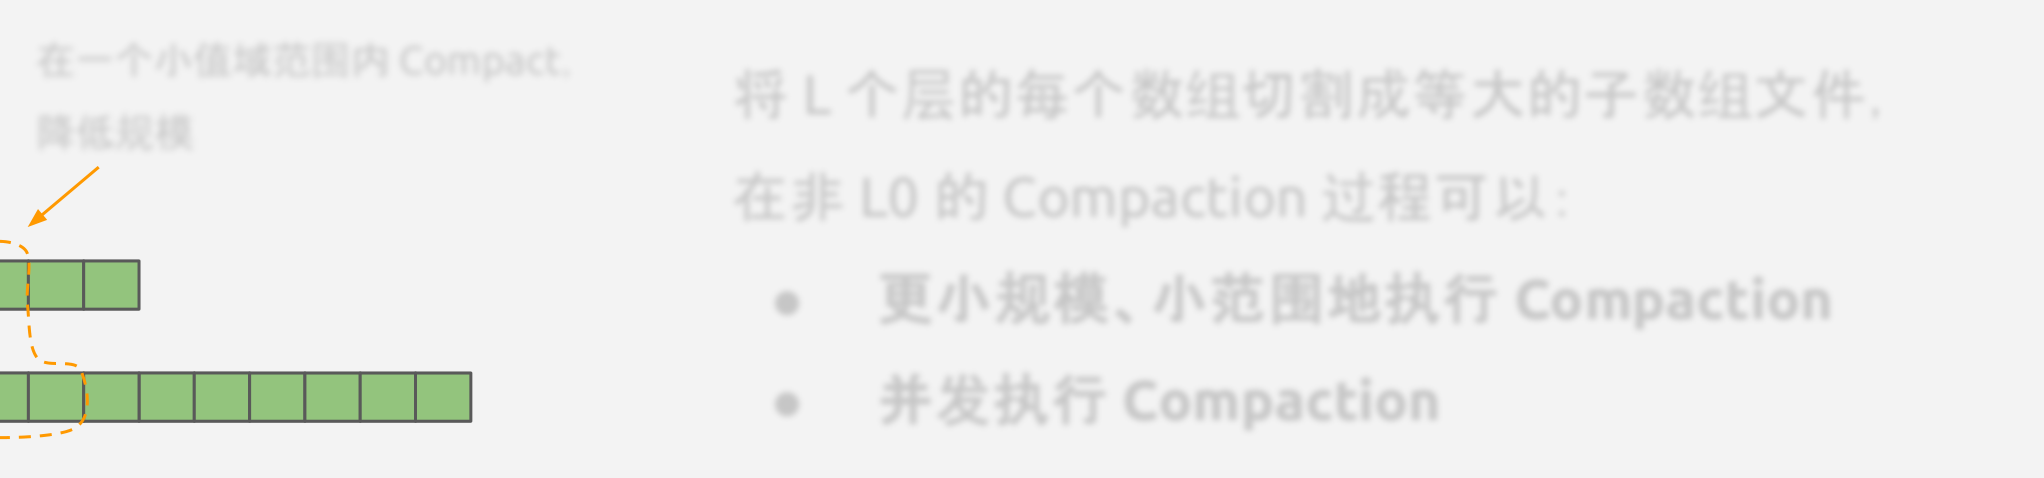 在一个小值域范围内 Compact,
降低规模
将 L 个层的每个数组切割成等大的子数组文件,
在非 L0 的 Compaction 过程可以:
● 更小规模、小范围地执行 Compaction
● 并发执行 Compaction